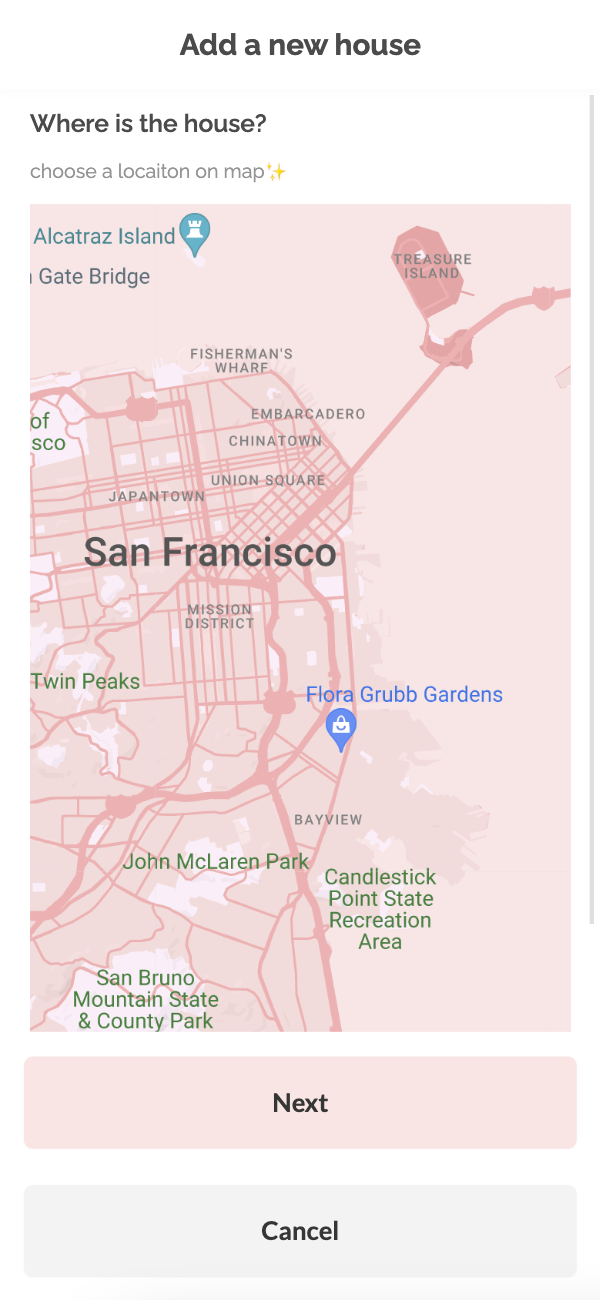 Add a new house
Where is the house?
choose a locaiton on map✨
Alcatraz Island
Gate Bridge
TREASURE
ISLAND
FISHERMAN'S
WHARF
EMBARCADERO
of
sco
CHINATOWN
UNION SQUARE
JAPANTOWN
San Francisco
MISSION
DISTRICT
Twin Peaks
Flora Grubb Gardens
BAYVIEW
John McLaren Park
Candlestick
Point State
Recreation
Area
San Bruno
Mountain State
& County Park
Next
Cancel